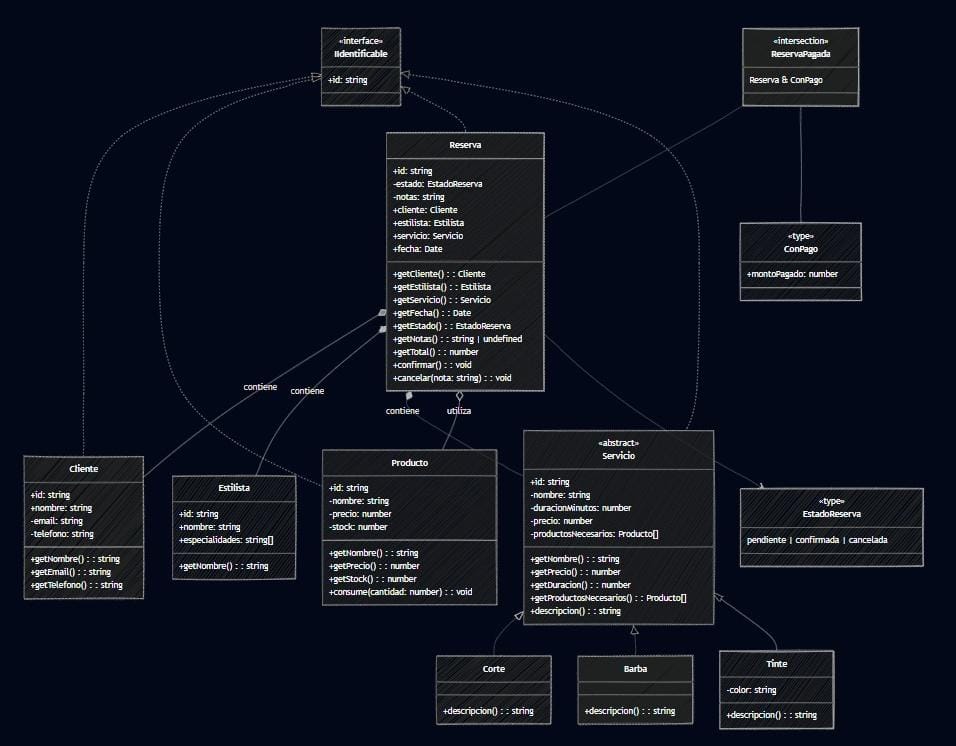 «interface»
IIdentificable
+id: string
«intersection»
ReservaPagada
Reserva & ConPago
Reserva
+id: string
-estado: EstadoReserva
-notas: string
+cliente: Cliente
+estilista: Estilista
+servicio: Servicio
+fecha: Date
+getCliente() : : Cliente
+getEstilista() : : Estilista
+getServicio() : : Servicio
+getFecha() : : Date
+getEstado() : : EstadoReserva
+getNotas() : : string | undefined
+getTotal() : : number
+confirmar() : : void
+cancelar(nota: string) : : void
«type»
ConPago
+montoPagado: number
contiene
contiene
contiene
utiliza
Cliente
+id: string
+nombre: string
-email: string
-telefono: string
+getNombre() : : string
+getEmail() : : string
+getTelefono() : : string
Estilista
+id: string
+nombre: string
+especialidades: string[]
+getNombre() : : string
Producto
+id: string
-nombre: string
-precio: number
-stock: number
+getNombre() : : string
+getPrecio() : : number
+getStock() : : number
+consume(cantidad: number) : : void
«abstract»
Servicio
+id: string
-nombre: string
-duracionMinutos: number
-precio: number
-productosNecesarios: Producto[]
+getNombre() : : string
+getPrecio() : : number
+getDuracion() : : number
+getProductosNecesarios() : : Producto[]
+descripcion() : : string
«type»
EstadoReserva
pendiente | confirmada | cancelada
Corte
+descripcion() : : string
Barba
+descripcion() : : string
Tinte
-color: string
+descripcion() : : string